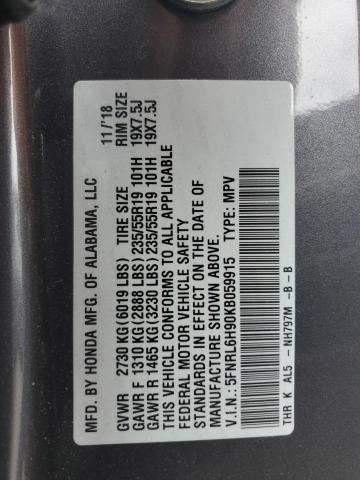 MFD. BY HONDA MFG. OF ALABAMA, LLC 11/'18
GVWR 2730 KG(6019 LBS) TIRE SIZE RIM SIZE
GAWR F 1310 KG(2888 LBS)235/55R19 101H 19X7.5J
GAWR R 1465 KG(3230 LBS)235/55R19 101H 19X7.5J
THIS VEHICLE CONFORMS TO ALL APPLICABLE
FEDERAL MOTOR VEHICLE SAFETY
STANDARDS IN EFFECT ON THE DATE OF
MANUFACTURE SHOWN ABOVE.
V.I.N.: 5FNRL6H90KB059915 TYPE: MPV
THR K AL5 - NH797M -B -B